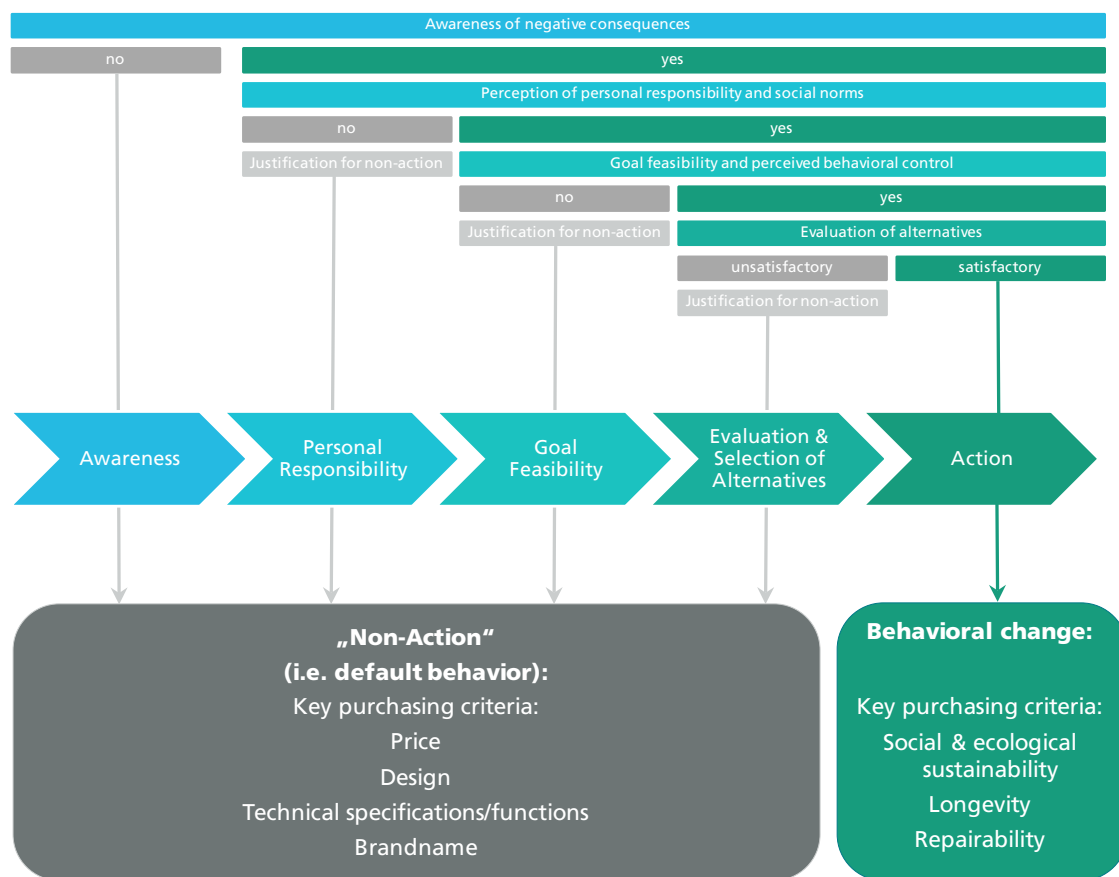 Awareness of negative consequences
no
yes
Perception of personal responsibility and social norms
no
yes
Justification for non-action
Goal feasibility and perceived behavioral control
no
yes
Justification for non-action
Evaluation of alternatives
unsatisfactory
satisfactory
Justification for non-action
Awareness
Personal
Responsibility
Goal
Feasibility
Evaluation &
Selection of
Alternatives
Action
„Non-Action“
(i.e. default behavior):
Key purchasing criteria:
Price
Design
Technical specifications/functions
Brandname
Behavioral change:
Key purchasing criteria:
Social & ecological
sustainability
Longevity
Repairability